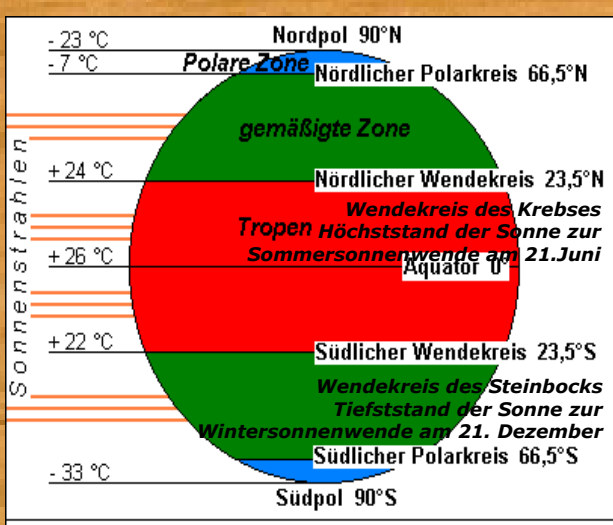 Nordpol 90°N
- 23 °C
- 7 °C
Polare Zone
Nördlicher Polarkreis 66,5°N
gemäßigte Zone
Sonnenstrahlen
+ 24 °C
Nördlicher Wendekreis 23,5°N
Wendekreis des Krebses
Tropen
Höchststand der Sonne zur
Sommersonnenwende am 21.Juni
+ 26 °C
Äquator 0°
+ 22 °C
Südlicher Wendekreis 23,5°S
Wendekreis des Steinbocks
Tiefststand der Sonne zur
Wintersonnenwende am 21. Dezember
Südlicher Polarkreis 66,5°S
- 33 °C
Südpol 90°S